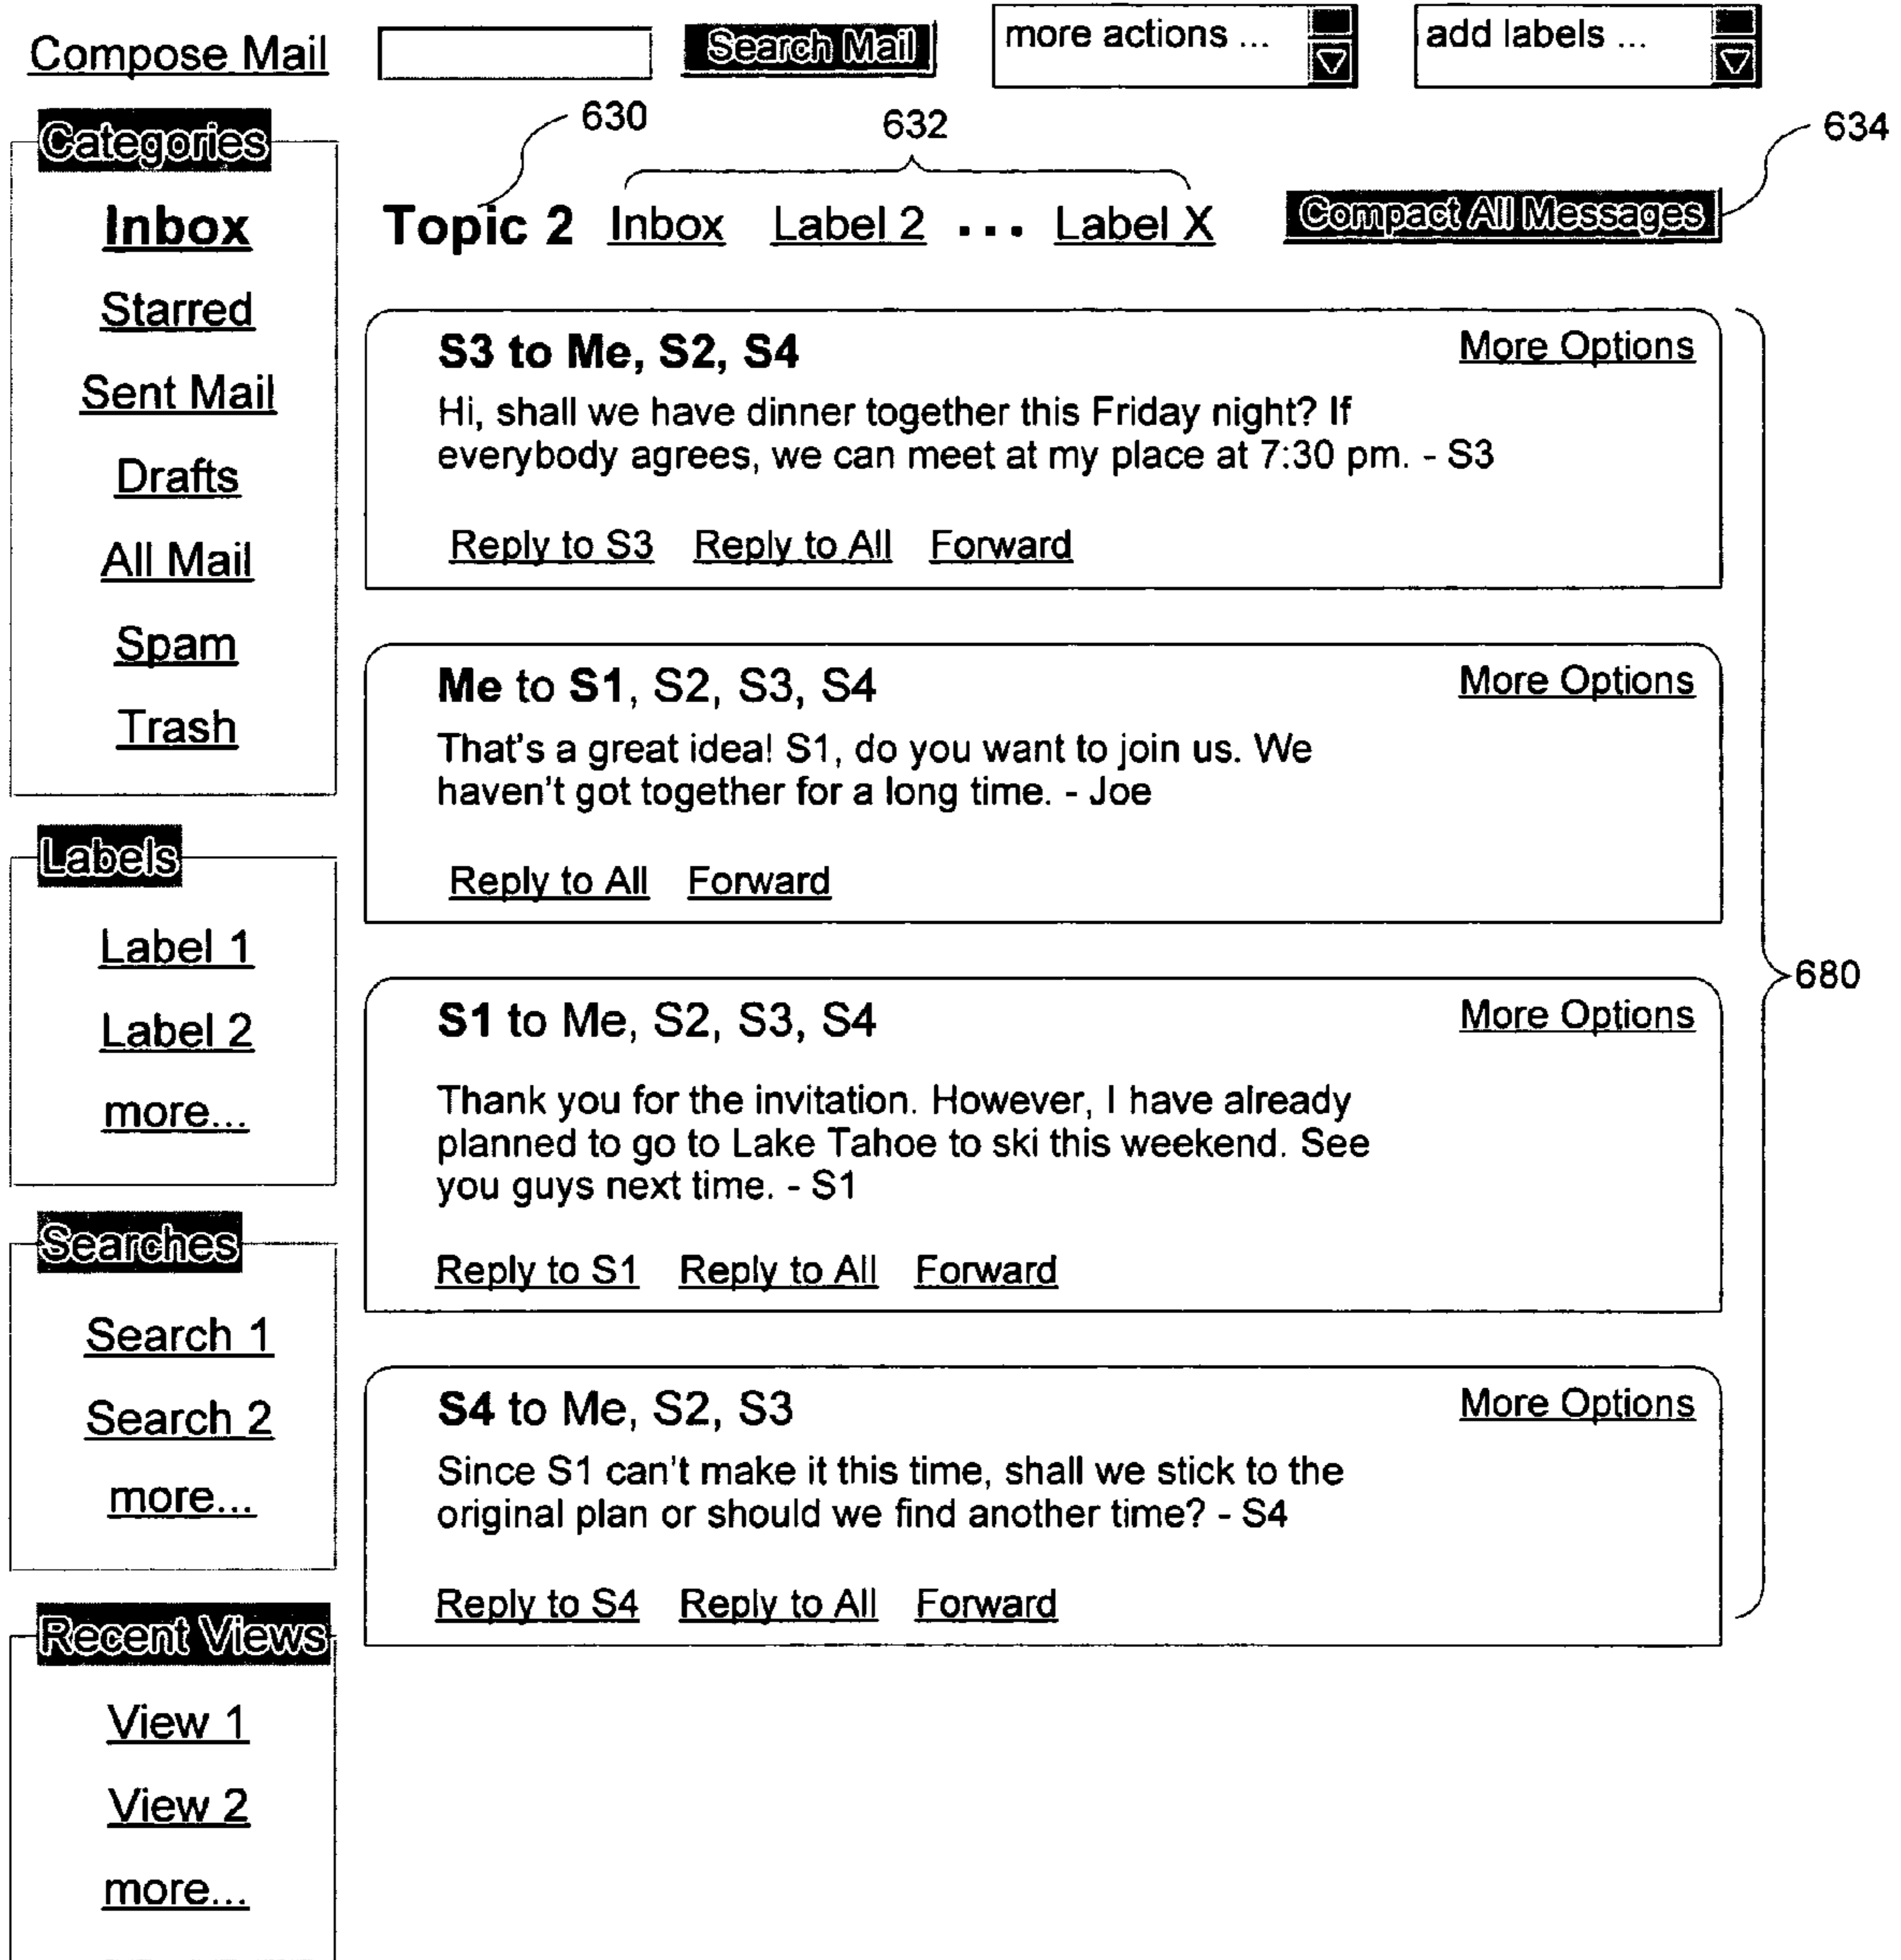 Compose Mail
Search Mail
more actions ...
add labels ...
630
632
634
Categories
Inbox
Starred
Sent Mail
Drafts
All Mail
Spam
Trash
Labels
Label 1
Label 2
more...
Searches
Search 1
Search 2
more...
Recent Views
View 1
View 2
more...
Topic 2 Inbox Label 2 ... Label X
Compact All Messages
S3 to Me, S2, S4
More Options
Hi, shall we have dinner together this Friday night? If
everybody agrees, we can meet at my place at 7:30 pm. - S3
Reply to S3 Reply to All Forward
Me to S1, S2, S3, S4
More Options
That's a great idea! S1, do you want to join us. We
haven't got together for a long time. - Joe
Reply to All Forward
680
S1 to Me, S2, S3, S4
More Options
Thank you for the invitation. However, I have already
planned to go to Lake Tahoe to ski this weekend. See
you guys next time. - S1
Reply to S1 Reply to All Forward
S4 to Me, S2, S3
More Options
Since S1 can't make it this time, shall we stick to the
original plan or should we find another time? - S4
Reply to S4 Reply to All Forward